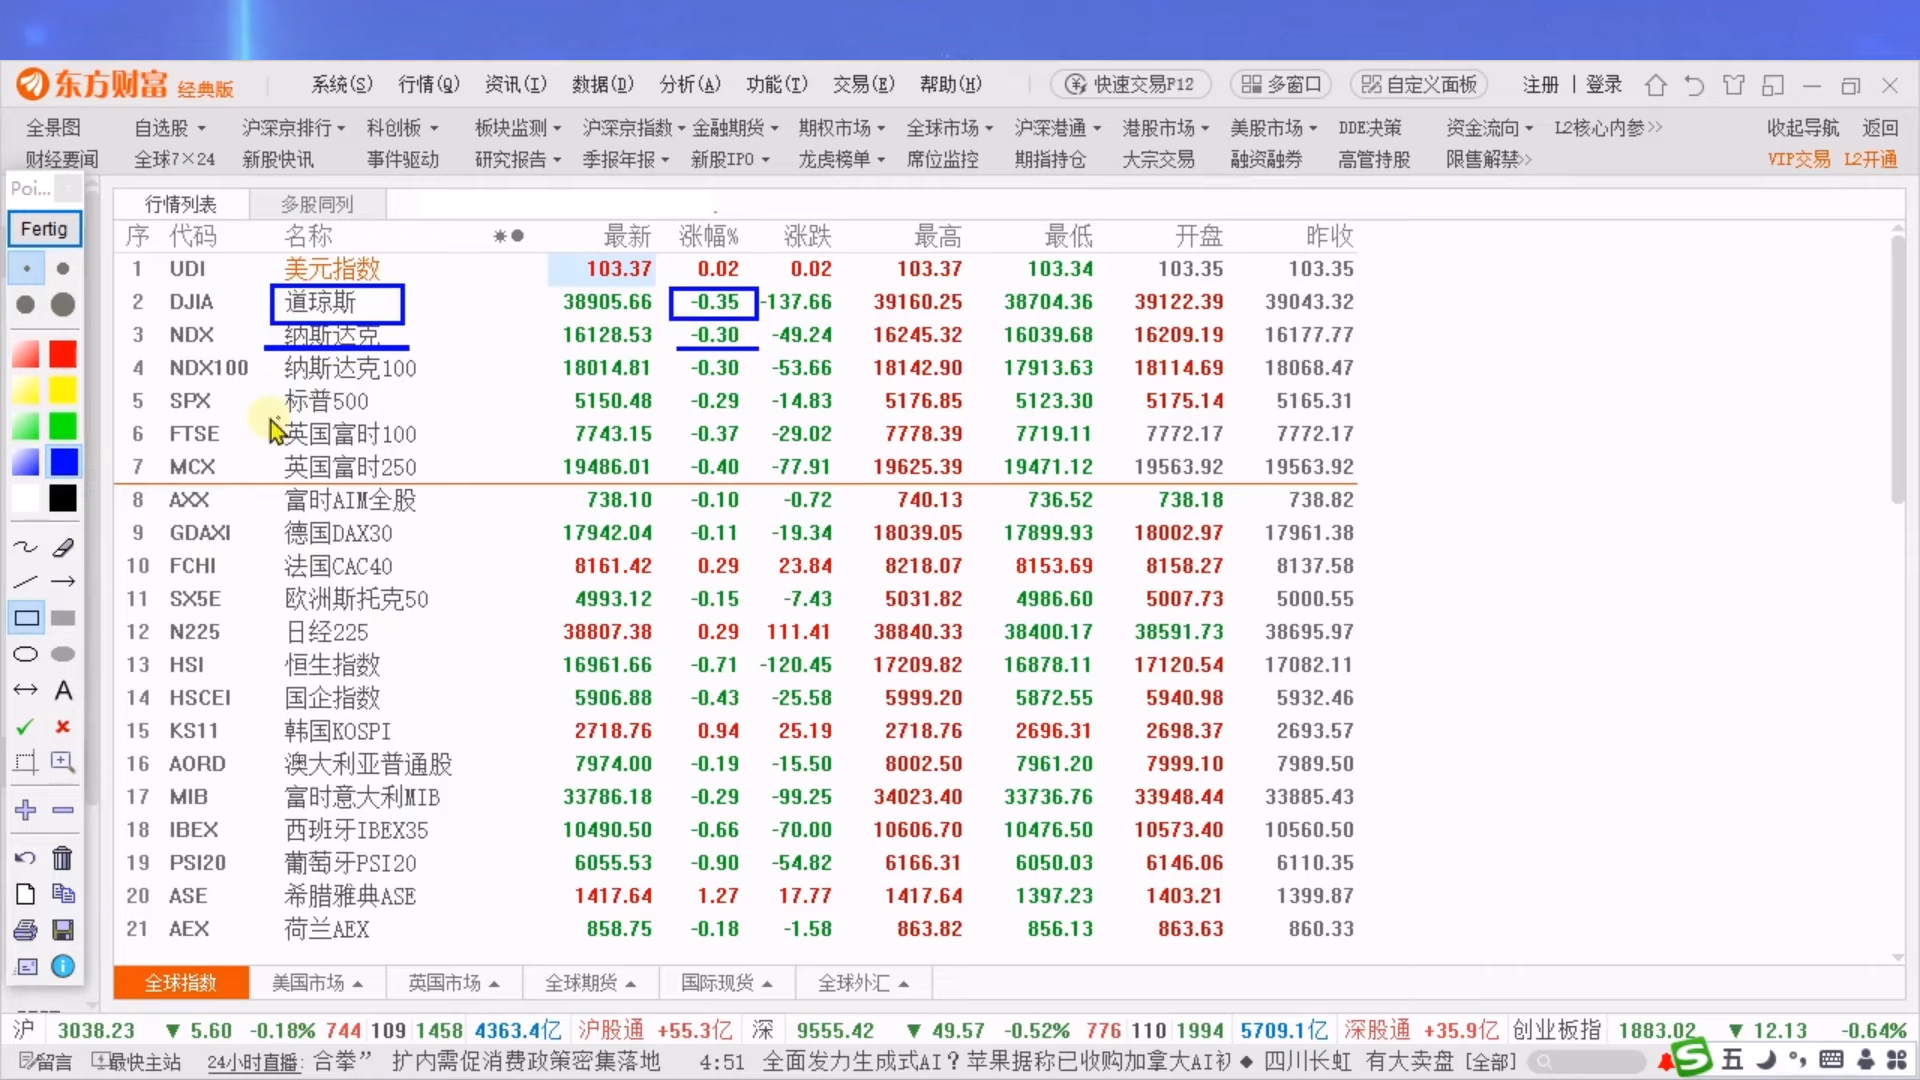 东方财富 经典版 系统(S) 行情(Q) 资讯(I) 数据(D) 分析(A) 功能(T) 交易(E) 帮助(H) 快速交易F12 多窗口 自定义面板 注册 | 登录
全景图 自选股 沪深京排行 科创板 板块监测 沪深京指数 金融期货 期权市场 全球市场 沪深港通 港股市场 美股市场 DDE决策 资金流向 L2核心内参>> 收起导航 返回
财经要闻 全球7×24 新股快讯 事件驱动 研究报告 季报年报 新股IPO 龙虎榜单 席位监控 期指持仓 大宗交易 融资融券 高管持股 限售解禁>> VIP交易 L2开通
Poi...
Fertig
行情列表 多股同列
序 代码 名称 最新 涨幅% 涨跌 最高 最低 开盘 昨收
1 UDI 美元指数 103.37 0.02 0.02 103.37 103.34 103.35 103.35
2 DJIA 道琼斯 38905.66 -0.35 -137.66 39160.25 38704.36 39122.39 39043.32
3 NDX 纳斯达克 16128.53 -0.30 -49.24 16245.32 16039.68 16209.19 16177.77
4 NDX100 纳斯达克100 18014.81 -0.30 -53.66 18142.90 17913.63 18114.69 18068.47
5 SPX 标普500 5150.48 -0.29 -14.83 5176.85 5123.30 5175.14 5165.31
6 FTSE 英国富时100 7743.15 -0.37 -29.02 7778.39 7719.11 7772.17 7772.17
7 MCX 英国富时250 19486.01 -0.40 -77.91 19625.39 19471.12 19563.92 19563.92
8 AXX 富时AIM全股 738.10 -0.10 -0.72 740.13 736.52 738.18 738.82
9 GDAXI 德国DAX30 17942.04 -0.11 -19.34 18039.05 17899.93 18002.97 17961.38
10 FCHI 法国CAC40 8161.42 0.29 23.84 8218.07 8153.69 8158.27 8137.58
11 SX5E 欧洲斯托克50 4993.12 -0.15 -7.43 5031.82 4986.60 5007.73 5000.55
12 N225 日经225 38807.38 0.29 111.41 38840.33 38400.17 38591.73 38695.97
13 HSI 恒生指数 16961.66 -0.71 -120.45 17209.82 16878.11 17120.54 17082.11
14 HSCEI 国企指数 5906.88 -0.43 -25.58 5999.20 5872.55 5940.98 5932.46
15 KS11 韩国KOSPI 2718.76 0.94 25.19 2718.76 2696.31 2698.37 2693.57
16 AORD 澳大利亚普通股 7974.00 -0.19 -15.50 8002.50 7961.20 7999.10 7989.50
17 MIB 富时意大利MIB 33786.18 -0.29 -99.25 34023.40 33736.76 33948.44 33885.43
18 IBEX 西班牙IBEX35 10490.50 -0.66 -70.00 10606.70 10476.50 10573.40 10560.50
19 PSI20 葡萄牙PSI20 6055.53 -0.90 -54.82 6166.31 6050.03 6146.06 6110.35
20 ASE 希腊雅典ASE 1417.64 1.27 17.77 1417.64 1397.23 1403.21 1399.87
21 AEX 荷兰AEX 858.75 -0.18 -1.58 863.82 856.13 863.63 860.33
A
全球指数 美国市场 英国市场 全球期货 国际现货 全球外汇
沪 3038.23 ▼ 5.60 -0.18% 744 109 1458 4363.4亿 沪股通 +55.3亿 深 9555.42 ▼ 49.57 -0.52% 776 110 1994 5709.1亿 深股通 +35.9亿 创业板指 1883.02 ▼ 12.13 -0.64%
留言 最快主站 24小时直播: 合拳” 扩内需促消费政策密集落地 4:51 全面发力生成式AI？苹果据称已收购加拿大AI初 ◆ 四川长虹 有大卖盘 [全部] S 五